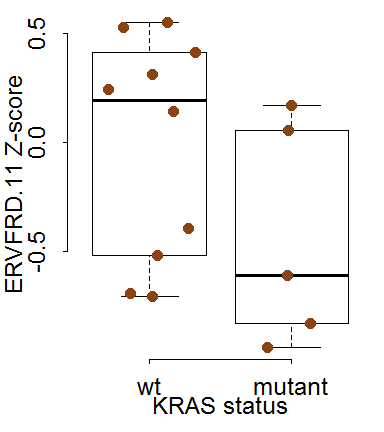 ERVFRD.11 Z-score
0.5
0.0
-0.5
wt
mutant
KRAS status